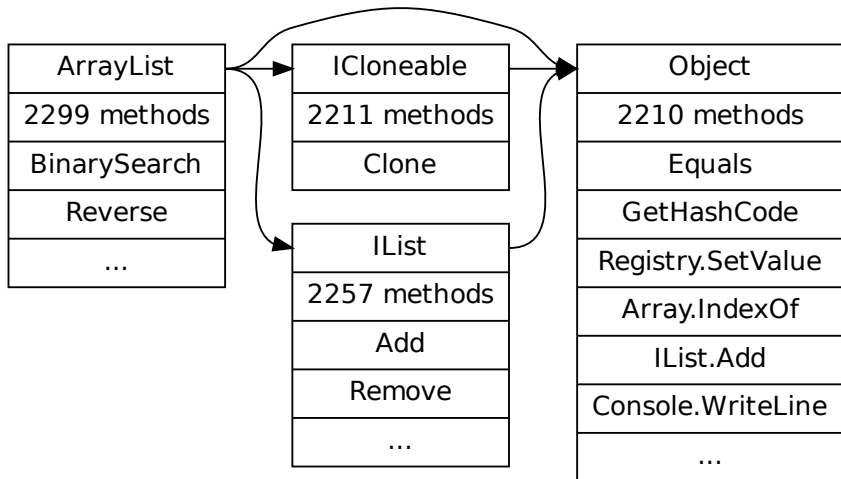 ArrayList
2299 methods
BinarySearch
Reverse
...
ICloneable
2211 methods
Clone
IList
2257 methods
Add
Remove
...
Object
2210 methods
Equals
GetHashCode
Registry.SetValue
Array.IndexOf
IList.Add
Console.WriteLine
...